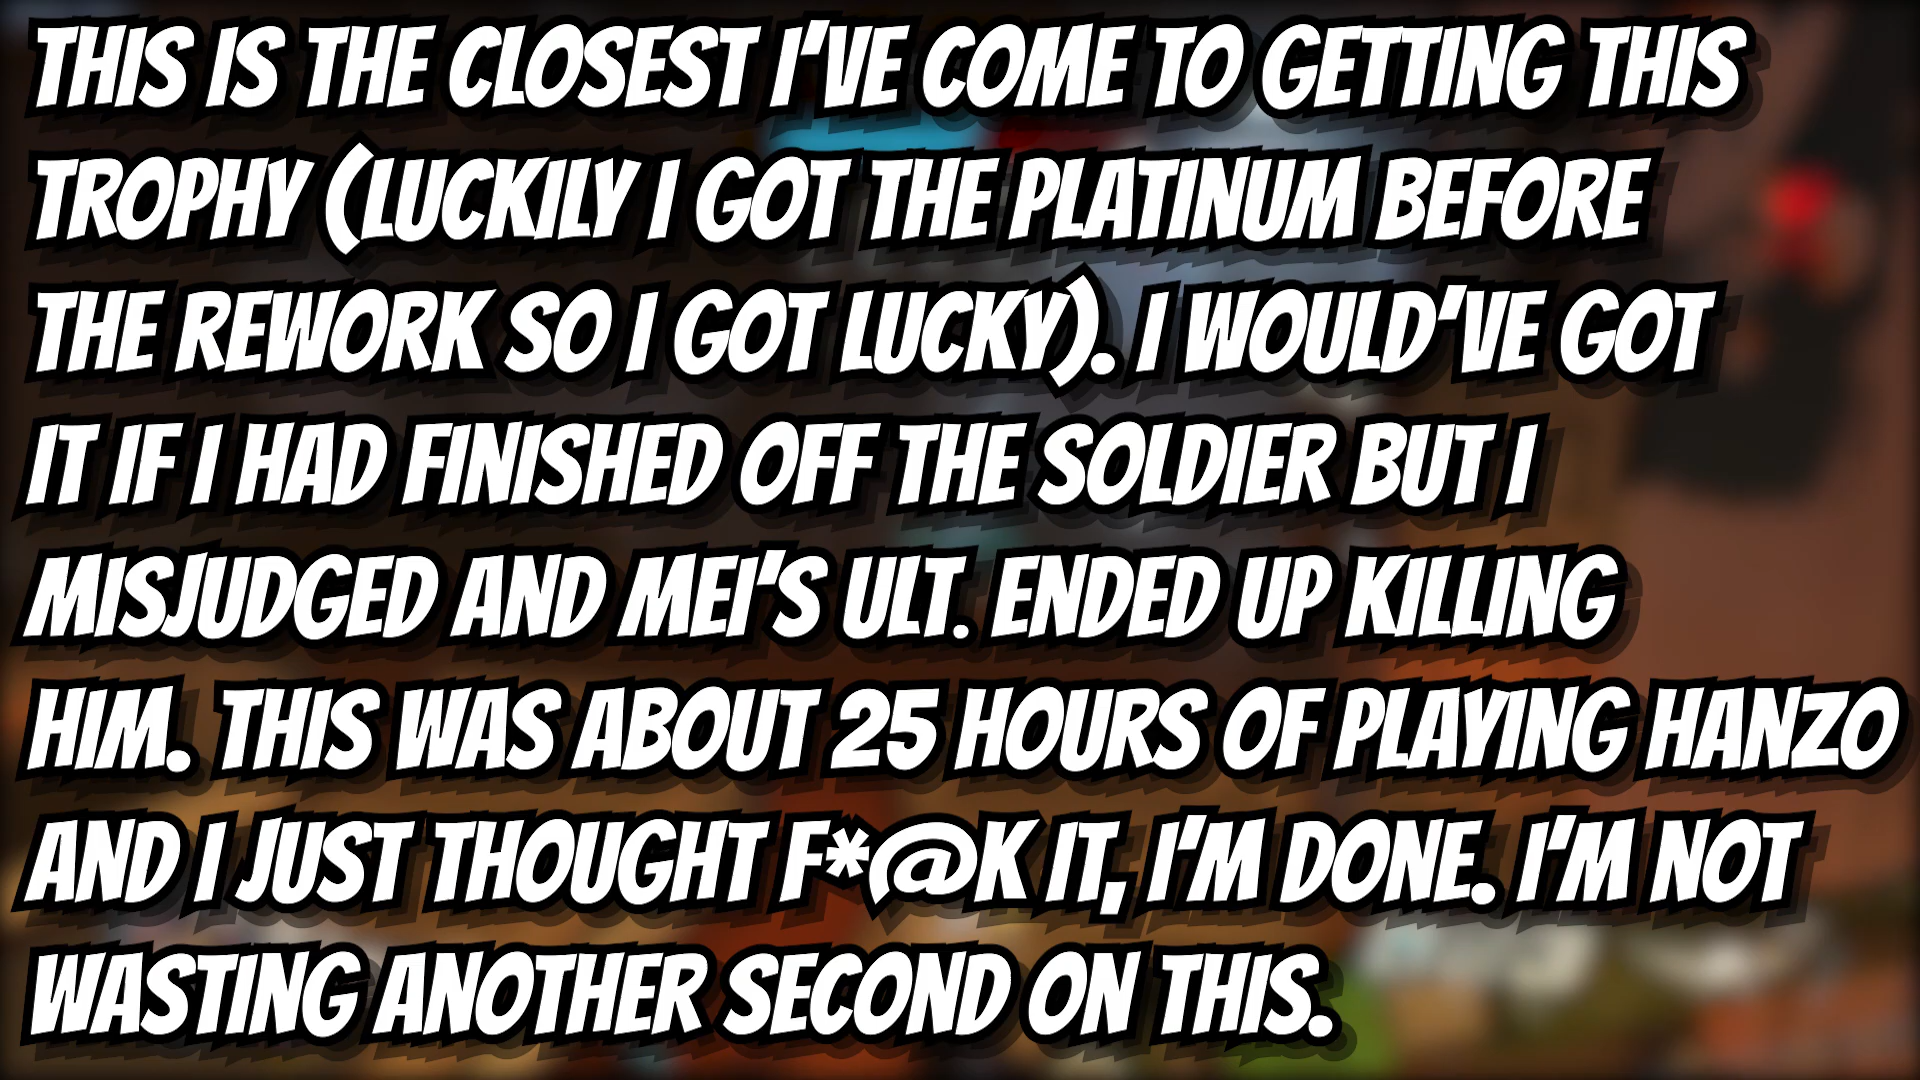 THIS IS THE CLOSEST I'VE COME TO GETTING THIS
TROPHY (LUCKILY I GOT THE PLATINUM BEFORE
THE REWORK SO I GOT LUCKY). I WOULD'VE GOT
IT IF I HAD FINISHED OFF THE SOLDIER BUT I
MISJUDGED AND MEI'S ULT. ENDED UP KILLING
HIM. THIS WAS ABOUT 25 HOURS OF PLAYING HANZO
AND I JUST THOUGHT F*@K IT, I'M DONE. I'M NOT
WASTING ANOTHER SECOND ON THIS.